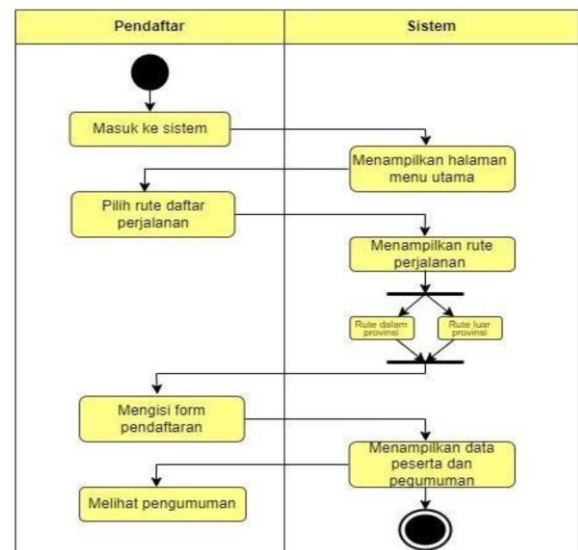 Pendaftar
Sistem
Masuk ke sistem
Menampilkan halaman
menu utama
Pilih rute daftar
perjalanan
Menampilkan rute
perjalanan
Rute dalam
provinsi
Rute luar
provinsi
Mengisi form
pendaftaran
Menampilkan data
peserta dan
pegumuman
Melihat pengumuman